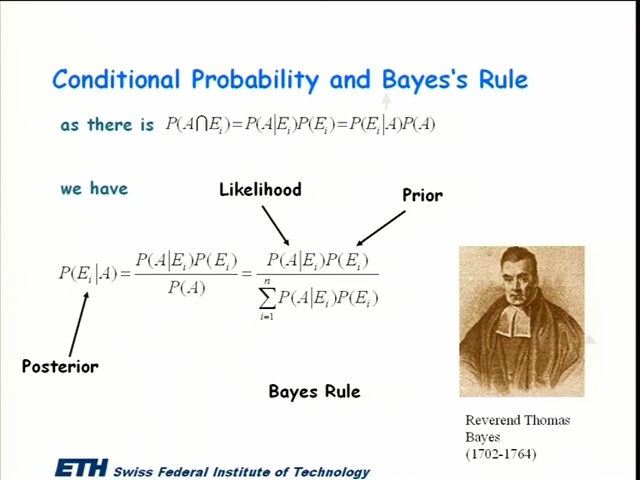 Conditional Probability and Bayes‘s Rule
as there is P(A⋂E_i)=P(A|E_i)P(E_i)=P(E_i|A)P(A)
we have
Likelihood
Prior
P(E_i|A)= P(A|E_i)P(E_i) / P(A) = P(A|E_i)P(E_i) / ∑_{i=1}^{n} P(A|E_i)P(E_i)
Posterior
Bayes Rule
Reverend Thomas
Bayes
(1702-1764)
ETH Swiss Federal Institute of Technology